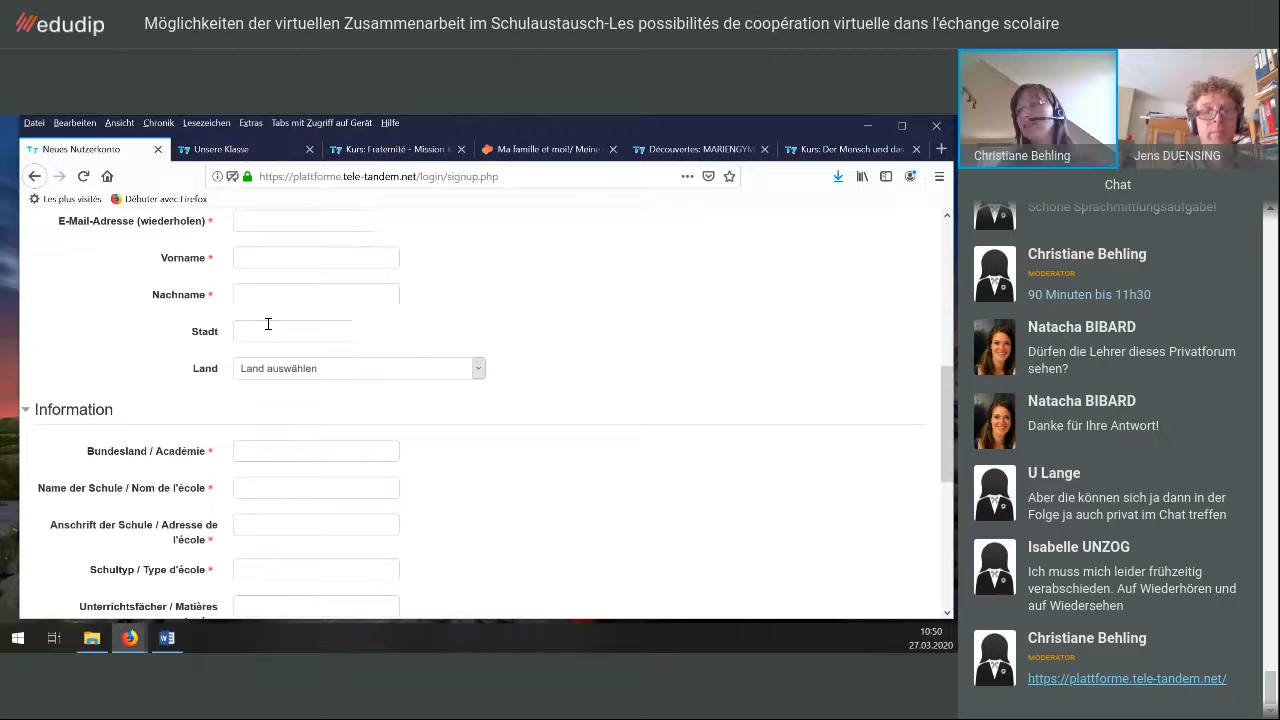 edudip
Möglichkeiten der virtuellen Zusammenarbeit im Schulaustausch-Les possibilités de coopération virtuelle dans l'échange scolaire
Datei Bearbeiten Ansicht Chronik Lesezeichen Extras Tabs mit Zugriff auf Gerät Hilfe
Neues Nutzerkonto
Unsere Klasse
Kurs: Fraternité - Mission K
Ma famille et moi!/ Meine
Découvertes: MARIENGYM
Kurs: Der Mensch und das
https://plattforme.tele-tandem.net/login/signup.php
Les plus visités
Débuter avec Firefox
E-Mail-Adresse (wiederholen) *
Vorname *
Nachname *
Stadt
Land
Land auswählen
Information
Bundesland / Académie *
Name der Schule / Nom de l'école *
Anschrift der Schule / Adresse de
l'école *
Schultyp / Type d'école *
Unterrichtsfächer / Matières
10:50
27.03.2020
Christiane Behling
Jens DUENSING
Chat
Schöne Sprachmittlungsaufgabe!
Christiane Behling
MODERATOR
90 Minuten bis 11h30
Natacha BIBARD
Dürfen die Lehrer dieses Privatforum
sehen?
Natacha BIBARD
Danke für Ihre Antwort!
U Lange
Aber die können sich ja dann in der
Folge ja auch privat im Chat treffen
Isabelle UNZOG
Ich muss mich leider frühzeitig
verabschieden. Auf Wiederhören und
auf Wiedersehen
Christiane Behling
MODERATOR
https://plattforme.tele-tandem.net/